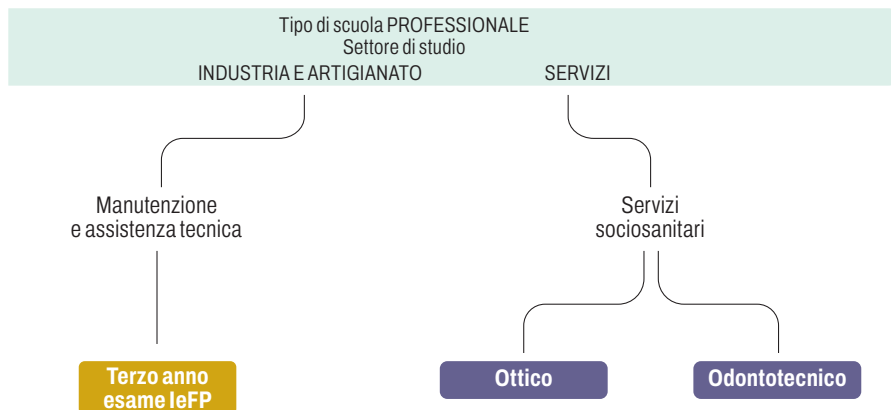 Tipo di scuola PROFESSIONALE
Settore di studio
INDUSTRIA E ARTIGIANATO
SERVIZI
Manutenzione
e assistenza tecnica
Servizi
sociosanitari
Terzo anno
esame IeFP
Ottico
Odontotecnico